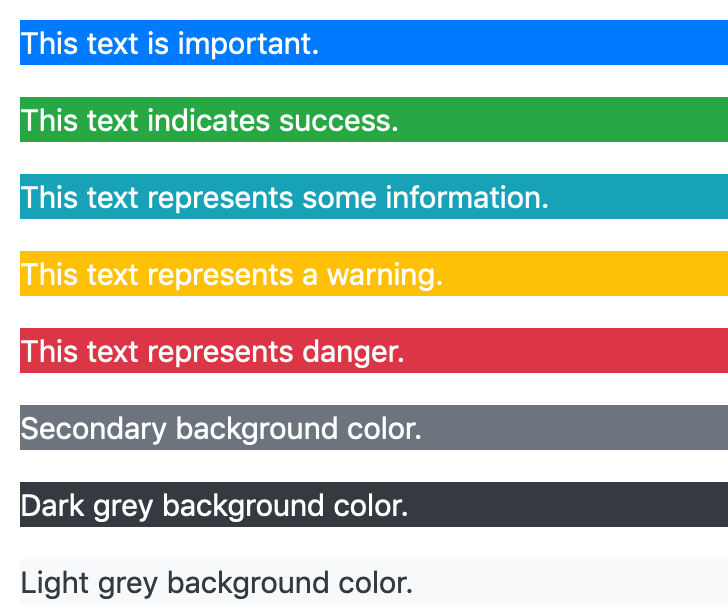 This text is important.
This text indicates success.
This text represents some information.
This text represents a warning.
This text represents danger.
Secondary background color.
Dark grey background color.
Light grey background color.